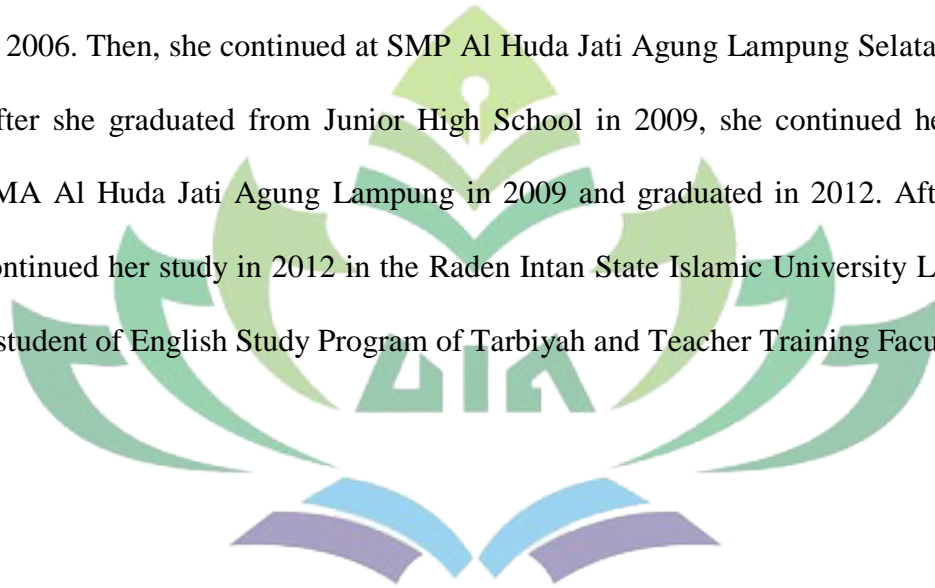 2006. Then, she continued at SMP Al Huda Jati Agung Lampung Selata
fter she graduated from Junior High School in 2009, she continued he
MA Al Huda Jati Agung Lampung in 2009 and graduated in 2012. Aft
ontinued her study in 2012 in the Raden Intan State Islamic University L
student of English Study Program of Tarbiyah and Teacher Training Facu